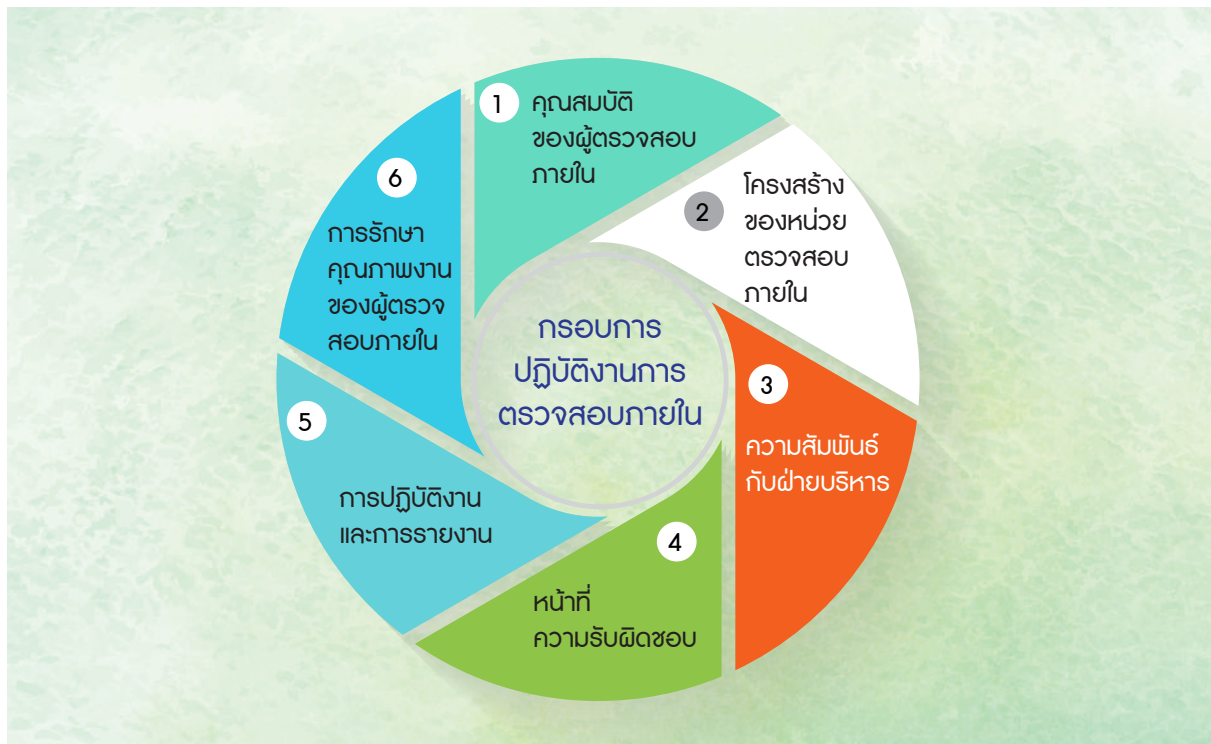 กรอบการ
ปฏิบัติงานการ
ตรวจสอบภายใน
1
คุณสมบัติ
ของผู้ตรวจสอบ
ภายใน
2
โครงสร้าง
ของหน่วย
ตรวจสอบ
ภายใน
3
ความสัมพันธ์
กับฝ่ายบริหาร
4
หน้าที่
ความรับผิดชอบ
5
การปฏิบัติงาน
และการรายงาน
6
การรักษา
คุณภาพงาน
ของผู้ตรวจ
สอบภายใน